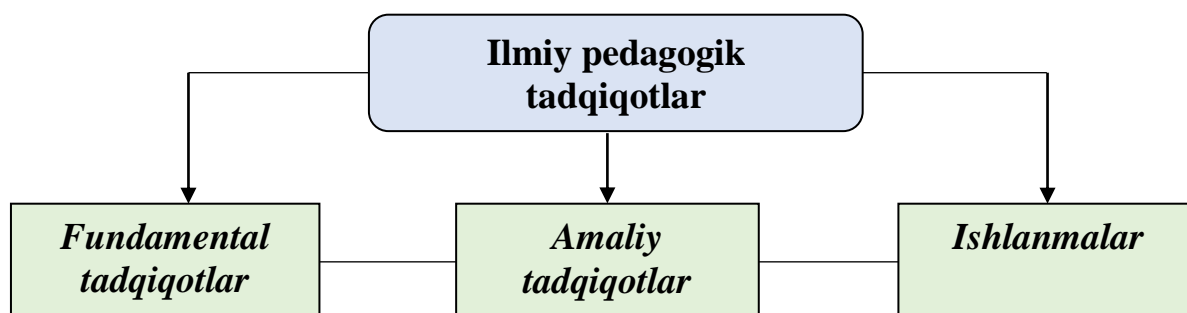 Ilmiy pedagogik
tadqiqotlar
Fundamental
tadqiqotlar
Amaliy
tadqiqotlar
Ishlanmalar